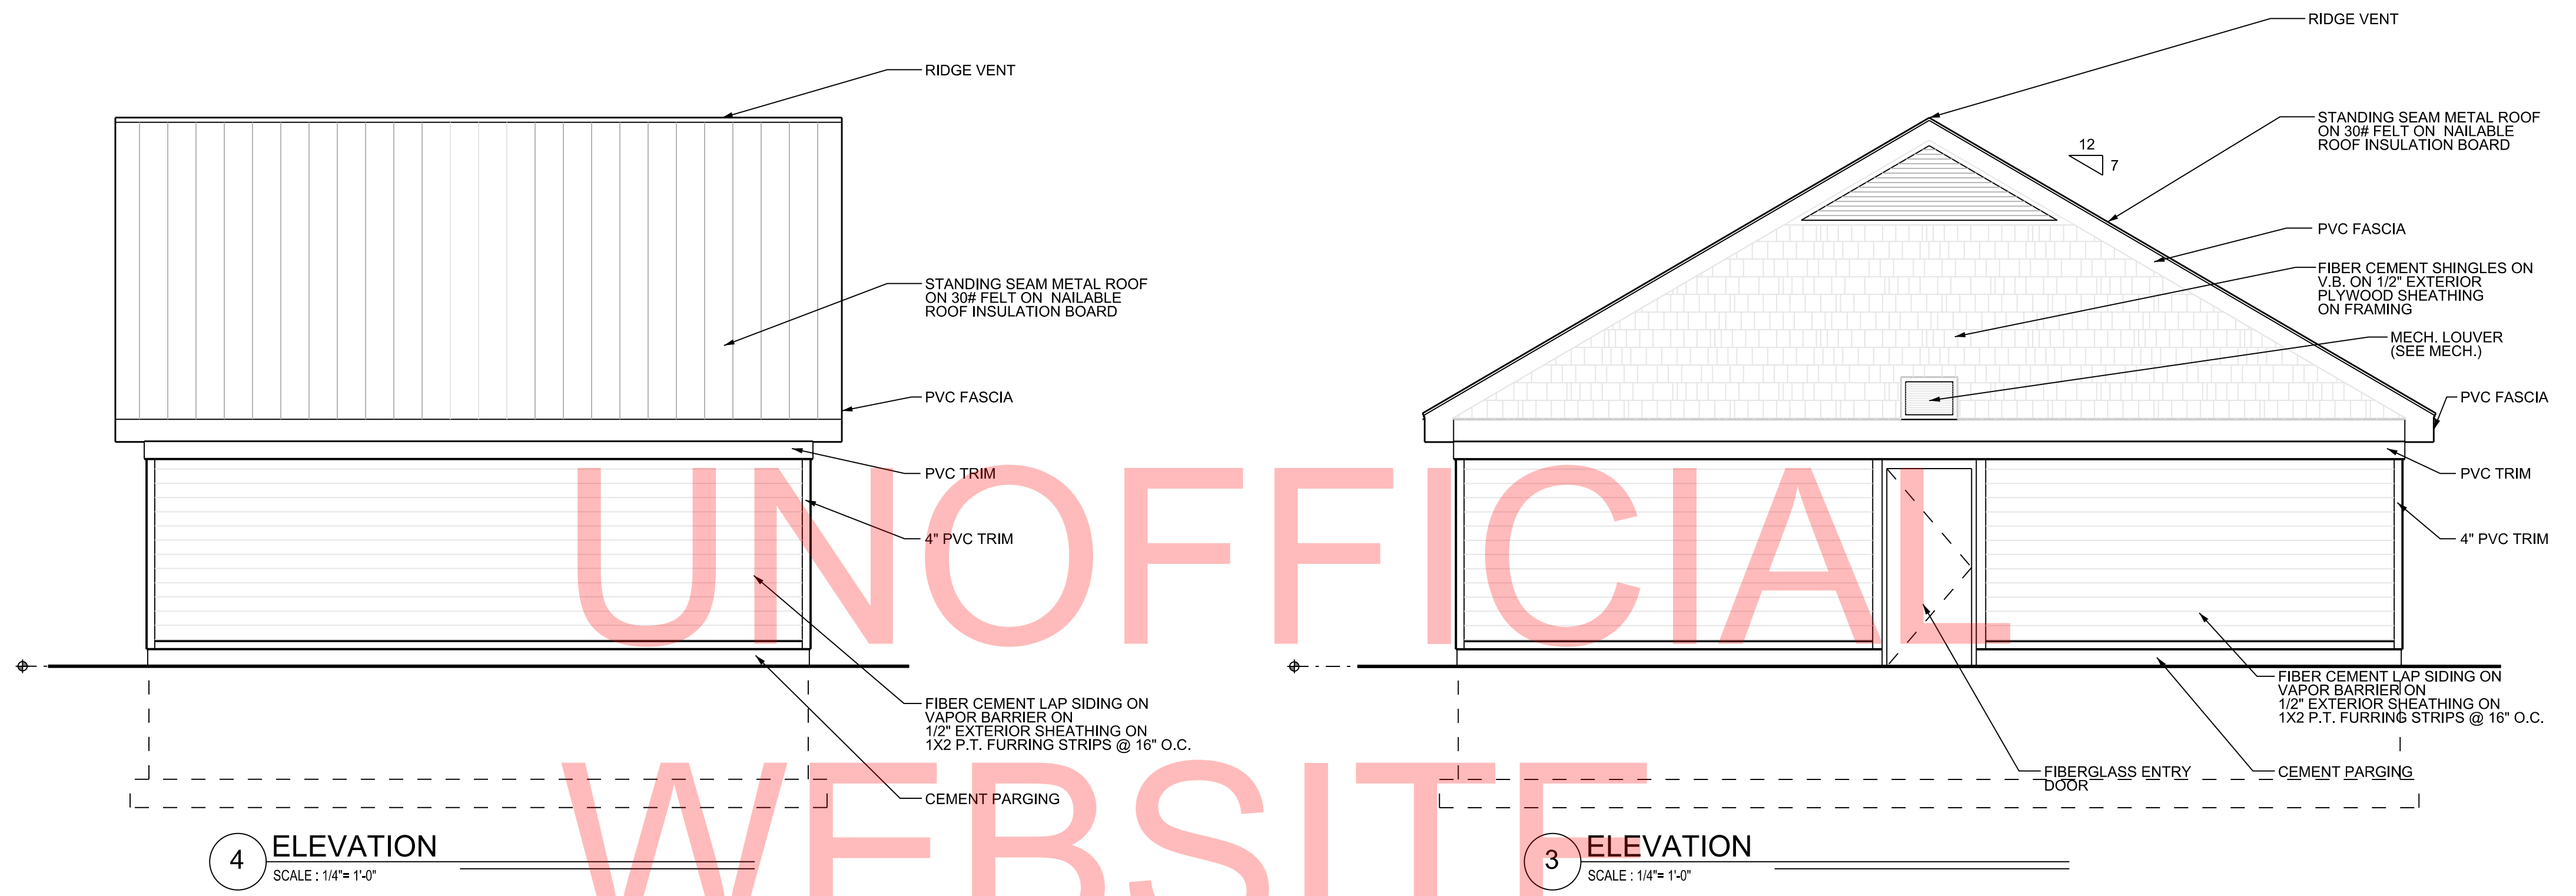 RIDGE VENT
STANDING SEAM METAL ROOF
ON 30# FELT ON NAILABLE
ROOF INSULATION BOARD
PVC FASCIA
PVC TRIM
4" PVC TRIM
FIBER CEMENT LAP SIDING ON
VAPOR BARRIER ON
1/2" EXTERIOR SHEATHING ON
1X2 P.T. FURRING STRIPS @ 16" O.C.
CEMENT PARGING
4
ELEVATION
SCALE : 1/4"= 1'-0"
RIDGE VENT
12
7
STANDING SEAM METAL ROOF
ON 30# FELT ON NAILABLE
ROOF INSULATION BOARD
PVC FASCIA
FIBER CEMENT SHINGLES ON
V.B. ON 1/2" EXTERIOR
PLYWOOD SHEATHING
ON FRAMING
MECH. LOUVER
(SEE MECH.)
PVC FASCIA
PVC TRIM
4" PVC TRIM
FIBER CEMENT LAP SIDING ON
VAPOR BARRIER ON
1/2" EXTERIOR SHEATHING ON
1X2 P.T. FURRING STRIPS @ 16" O.C.
FIBERGLASS ENTRY
DOOR
CEMENT PARGING
3
ELEVATION
SCALE : 1/4"= 1'-0"
UNOFFICIAL
WEBSITE